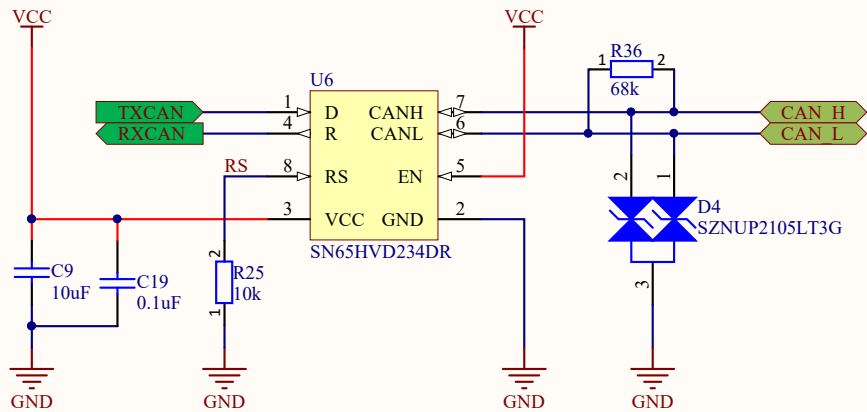 VCC
VCC
R36
1
2
68k
U6
TXCAN
1
D
CANH
7
CAN_H
RXCAN
4
R
CANL
6
CAN_L
RS
8
RS
EN
5
2
1
3
VCC
GND
2
D4
SZNUP2105LT3G
SN65HVD234DR
C9
10uF
C19
0.1uF
2
R25
10k
1
3
GND
GND
GND
GND